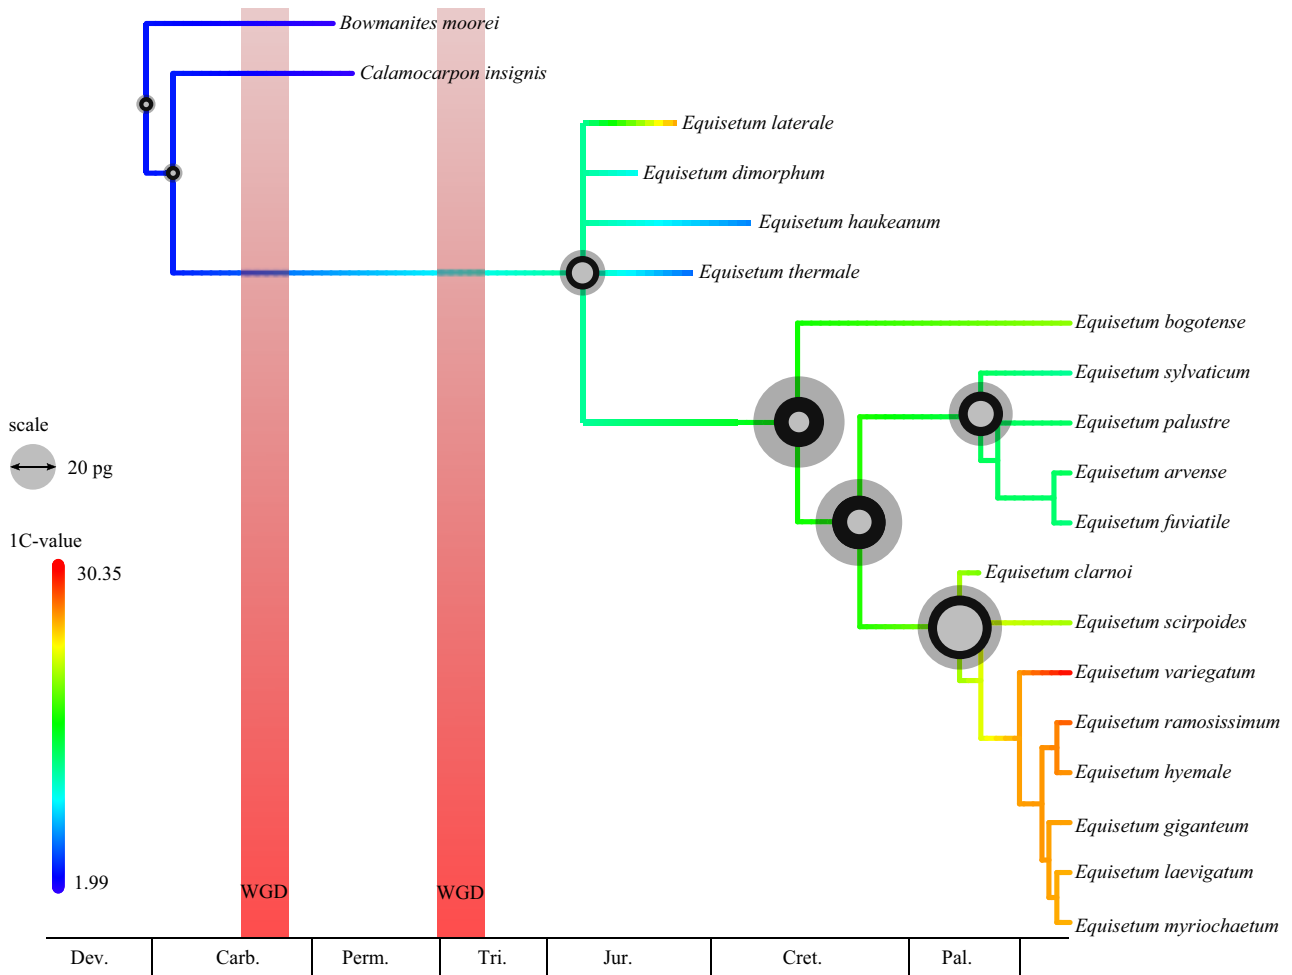 Bowmanites moorei
Calamocarpon insignis
Equisetum laterale
Equisetum dimorphum
Equisetum haukeanum
Equisetum thermale
Equisetum bogotense
Equisetum sylvaticum
Equisetum palustre
Equisetum arvense
Equisetum fuviatile
Equisetum clarnoi
Equisetum scirpoides
Equisetum variegatum
Equisetum ramosissimum
Equisetum hyemale
Equisetum giganteum
Equisetum laevigatum
Equisetum myriochaetum
scale
20 pg
1C-value
30.35
1.99
WGD WGD
Dev. Carb. Perm. Tri. Jur. Cret. Pal.